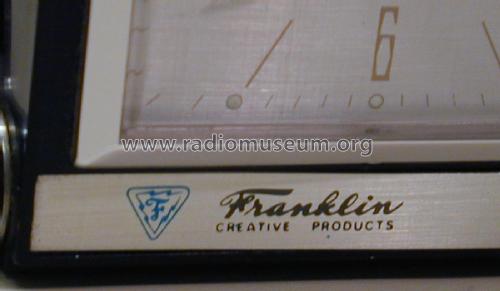 6
www.radiomuseum.org
F
Franklin
CREATIVE PRODUCTS